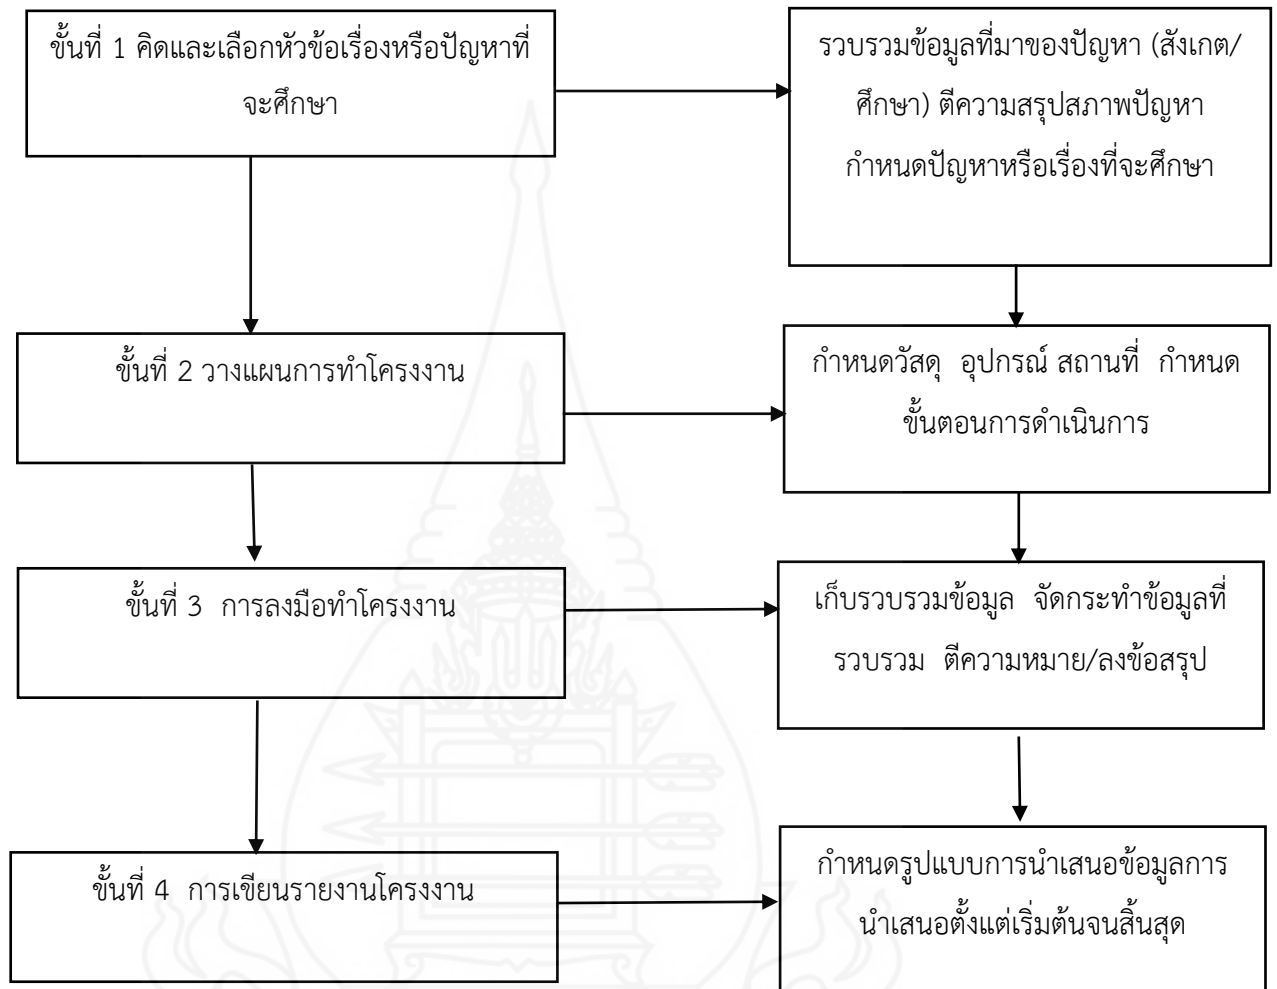 ขั้นที่ 1 คิดและเลือกหัวข้อเรื่องหรือปัญหาที่
จะศึกษา
รวบรวมข้อมูลที่มาของปัญหา (สังเกต/
ศึกษา) ตีความสรุปสภาพปัญหา
กำหนดปัญหาหรือเรื่องที่จะศึกษา
ขั้นที่ 2 วางแผนการทำโครงงาน
กำหนดวัสดุ อุปกรณ์ สถานที่ กำหนด
ขั้นตอนการดำเนินการ
ขั้นที่ 3 การลงมือทำโครงงาน
เก็บรวบรวมข้อมูล จัดกระทำข้อมูลที่
รวบรวม ตีความหมาย/ลงข้อสรุป
ขั้นที่ 4 การเขียนรายงานโครงงาน
กำหนดรูปแบบการนำเสนอข้อมูลการ
นำเสนอตั้งแต่เริ่มต้นจนสิ้นสุด